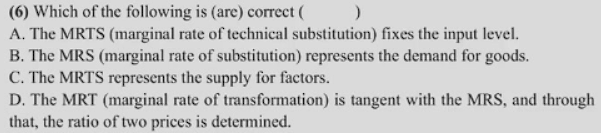 (6) Which of the following is (are) correct (          )
A. The MRTS (marginal rate of technical substitution) fixes the input level.
B. The MRS (marginal rate of substitution) represents the demand for goods.
C. The MRTS represents the supply for factors.
D. The MRT (marginal rate of transformation) is tangent with the MRS, and through
that, the ratio of two prices is determined.